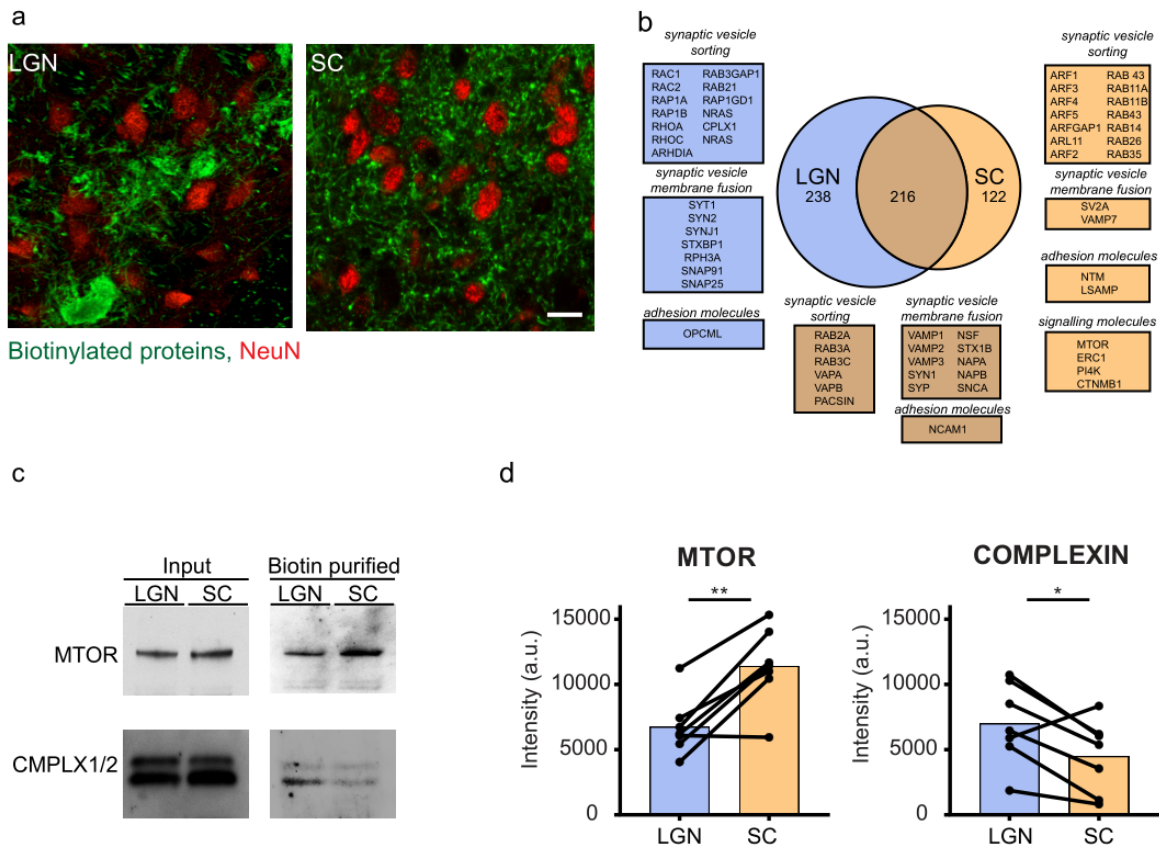 a
LGN
SC
Biotinylated proteins, NeuN
b
synaptic vesicle
sorting
RAC1 RAB3GAP1
RAC2 RAB21
RAP1A RAP1GD1
RAP1B NRAS
RHOA CPLX1
RHOC NRAS
ARHDIA
synaptic vesicle
membrane fusion
SYT1
SYN2
SYNJ1
STXBP1
RPH3A
SNAP91
SNAP25
adhesion molecules
OPCML
LGN
238
216
SC
122
synaptic vesicle
sorting
RAB2A
RAB3A
RAB3C
VAPA
VAPB
PACSIN
synaptic vesicle
membrane fusion
VAMP1 NSF
VAMP2 STX1B
VAMP3 NAPA
SYN1 NAPB
SYP SNCA
adhesion molecules
NCAM1
synaptic vesicle
sorting
ARF1 RAB 43
ARF3 RAB11A
ARF4 RAB11B
ARF5 RAB43
ARFGAP1 RAB14
ARL11 RAB26
ARF2 RAB35
synaptic vesicle
membrane fusion
SV2A
VAMP7
adhesion molecules
NTM
LSAMP
signalling molecules
MTOR
ERC1
PI4K
CTNMB1
c
Input Biotin purified
LGN SC LGN SC
MTOR
CMPLX1/2
d
MTOR
**
Intensity (a.u.)
15000
10000
5000
0
LGN SC
COMPLEXIN
*
Intensity (a.u.)
15000
10000
5000
0
LGN SC